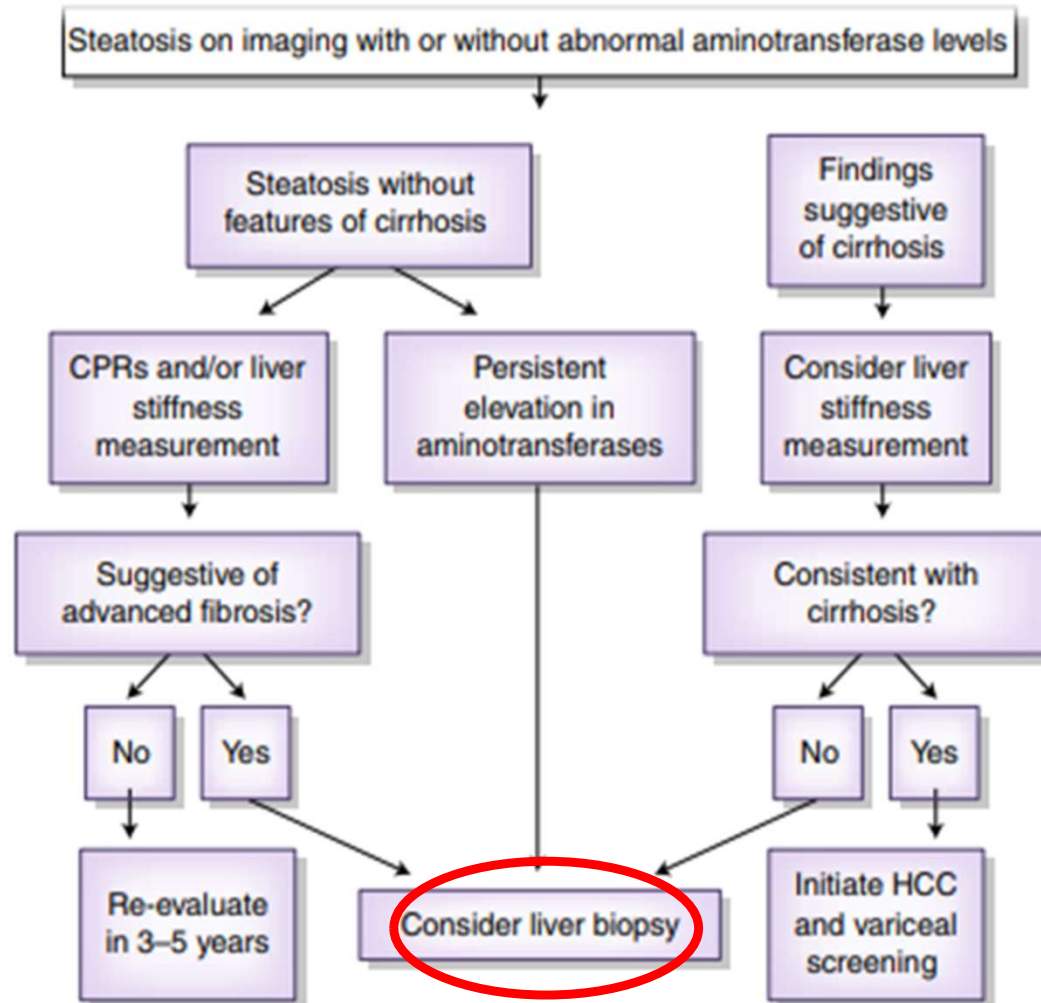 Steatosis on imaging with or without abnormal aminotransferase levels
Steatosis without
features of cirrhosis
Findings
suggestive
of cirrhosis
CPRs and/or liver
stiffness
measurement
Persistent
elevation in
aminotransferases
Consider liver
stiffness
measurement
Suggestive of
advanced fibrosis?
Consistent with
cirrhosis?
No
Yes
No
Yes
Re-evaluate
in 3–5 years
Consider liver biopsy
Initiate HCC
and variceal
screening